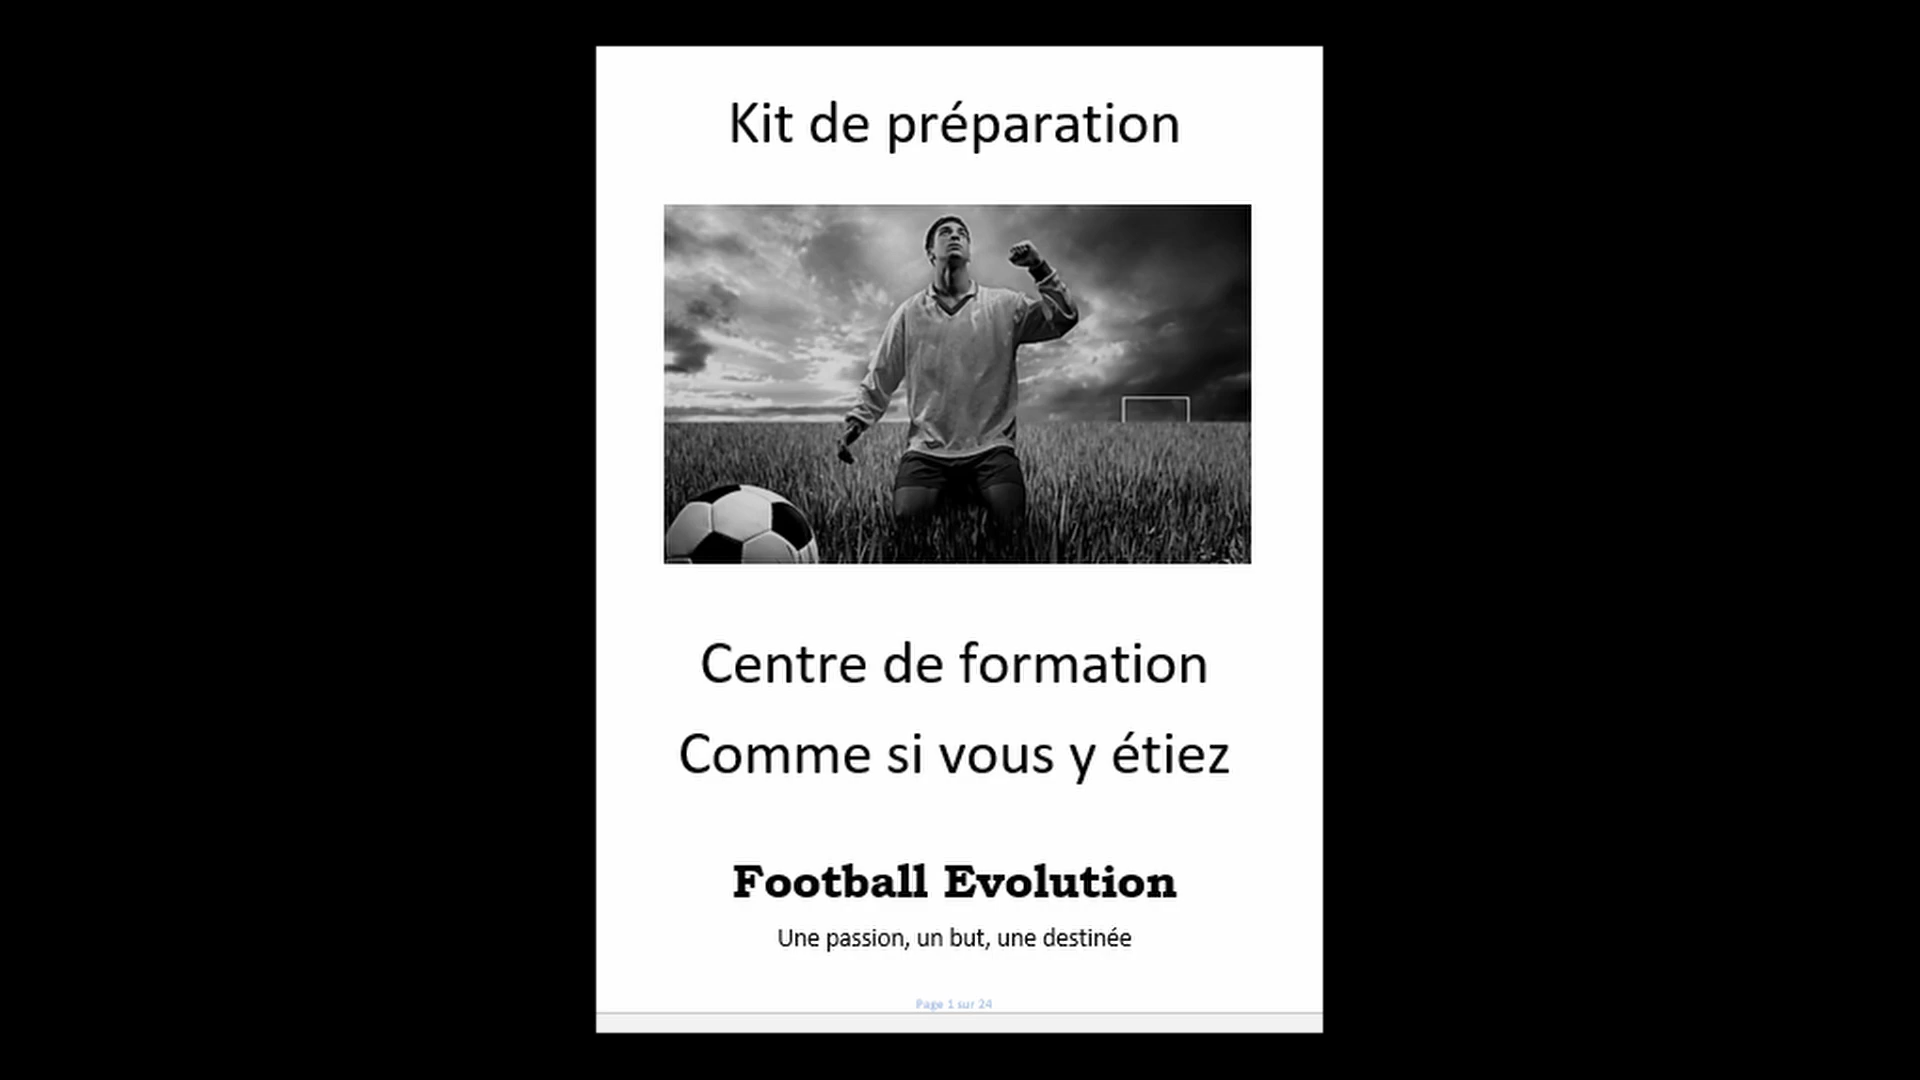 Kit de préparation
Centre de formation
Comme si vous y étiez
Football Evolution
Une passion, un but, une destinée
Page 1 sur 24